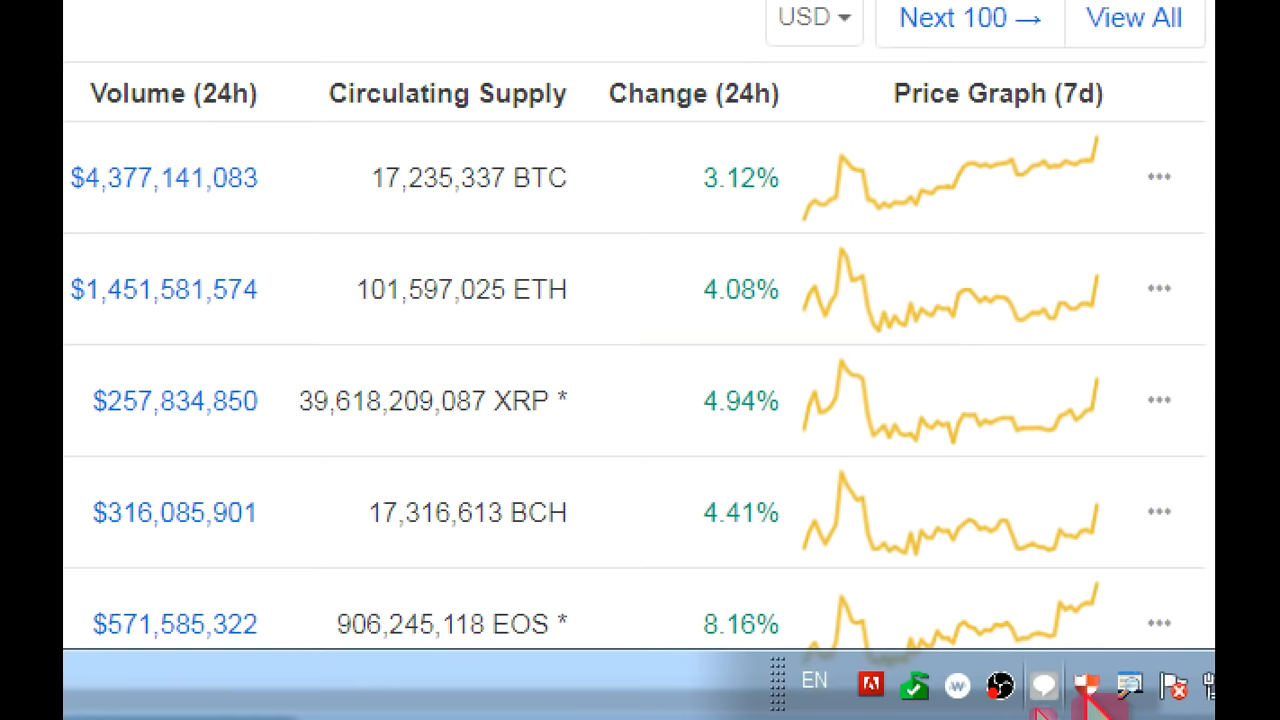 USD Next 100 → View All
Volume (24h) Circulating Supply Change (24h) Price Graph (7d)
$4,377,141,083 17,235,337 BTC 3.12%
$1,451,581,574 101,597,025 ETH 4.08%
$257,834,850 39,618,209,087 XRP * 4.94%
$316,085,901 17,316,613 BCH 4.41%
$571,585,322 906,245,118 EOS * 8.16%
EN